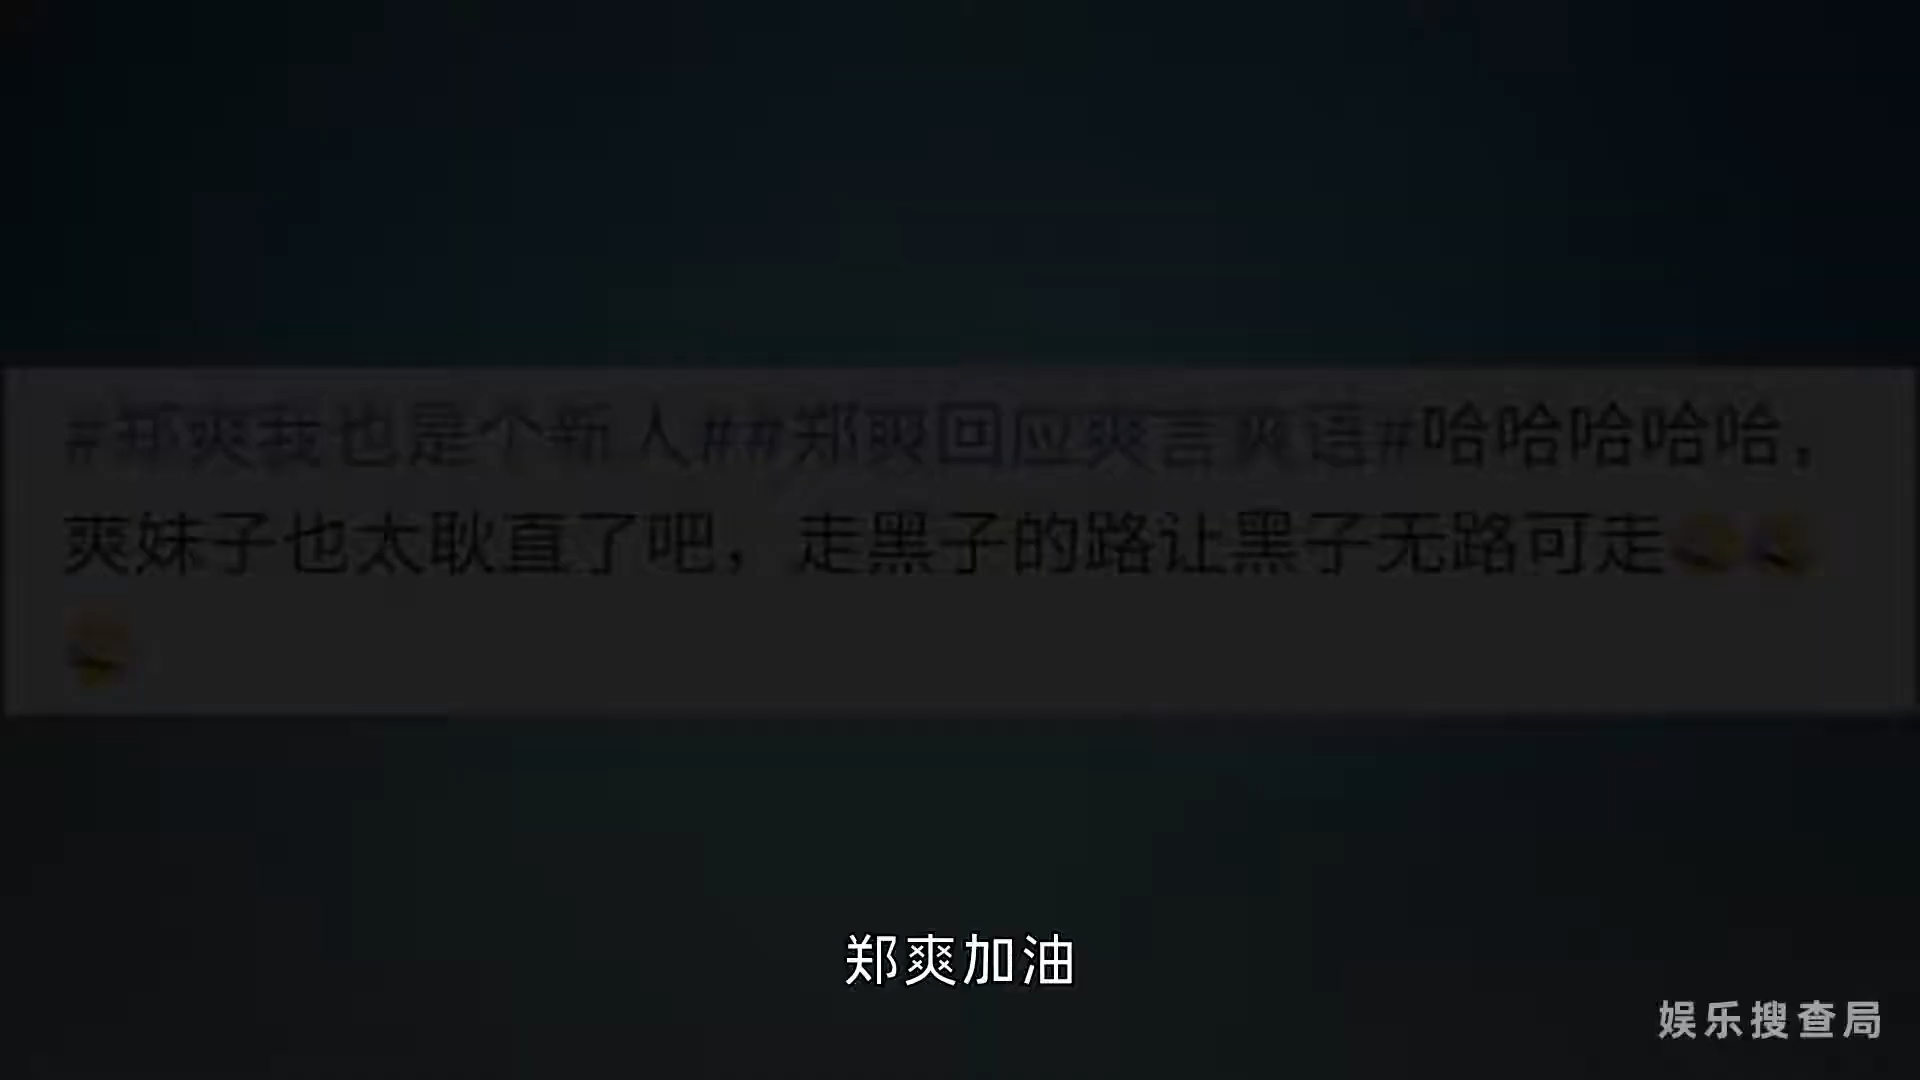 #郑爽我也是个新人##郑爽回应爽言爽语#哈哈哈哈哈，
爽妹子也太耿直了吧，走黑子的路让黑子无路可走
郑爽加油
娱乐搜查局